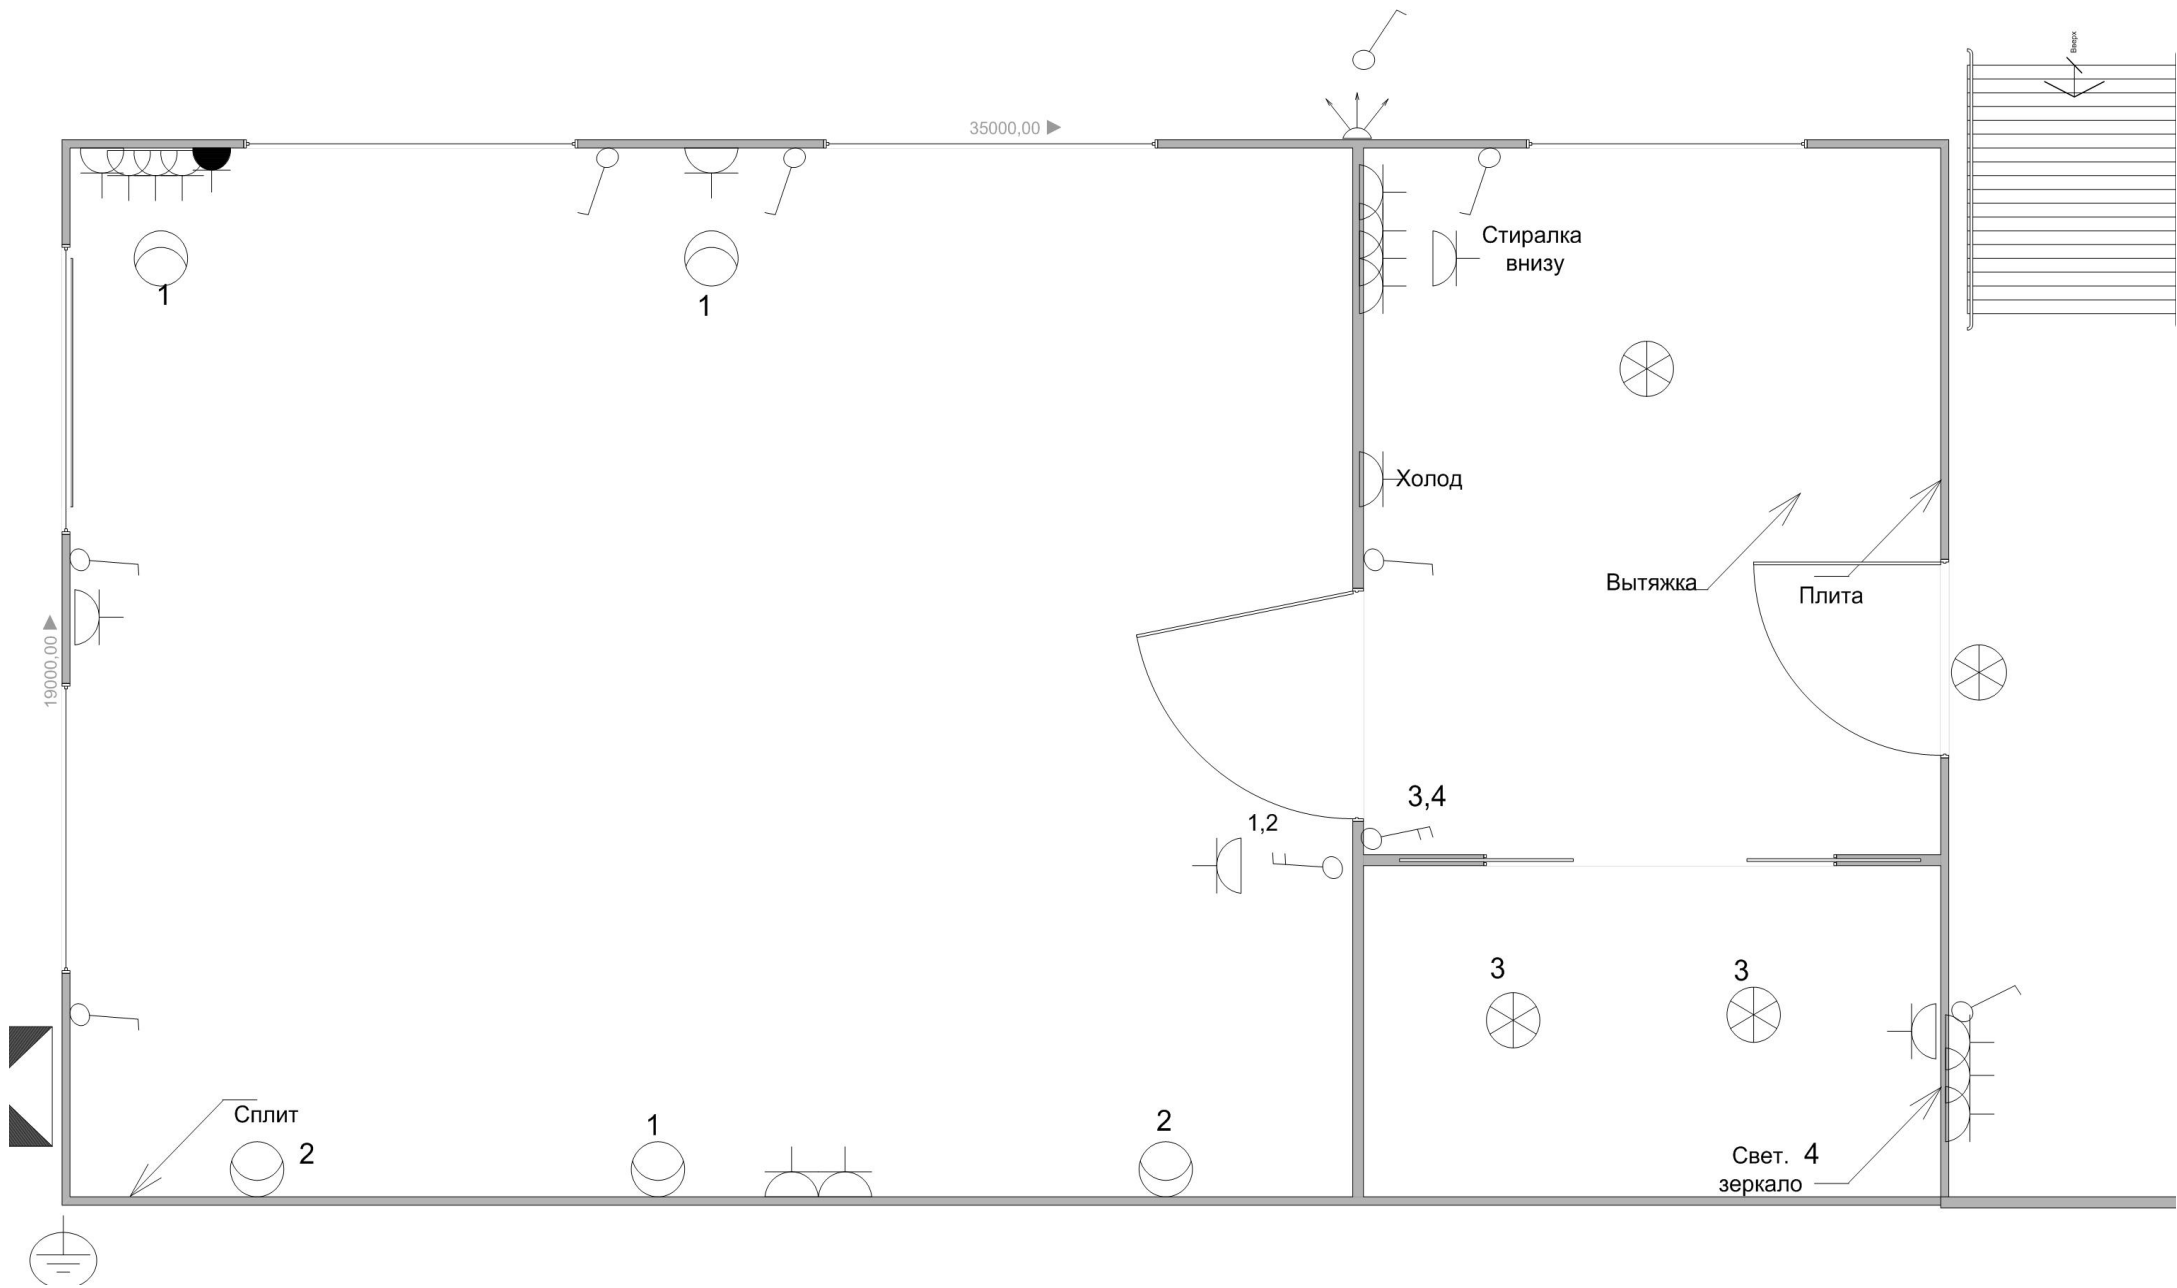 Вверх
35000,00
Стиралка
внизу
1
1
Холод
Вытяжка
Плита
19000,00
3,4
1,2
3
3
Сплит
1
2
2
Свет. 4
зеркало